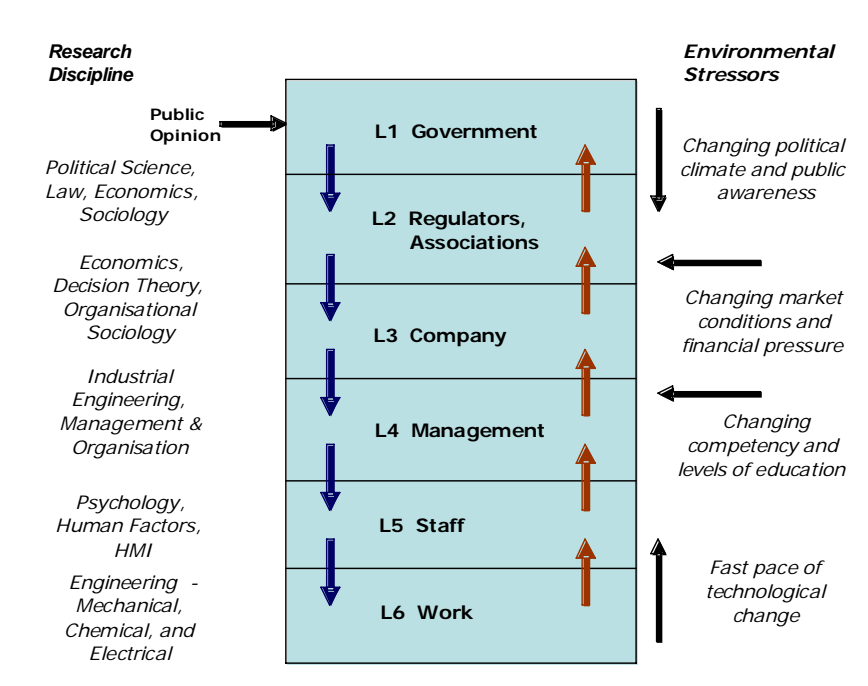 Research
Discipline
Public
Opinion
Political Science,
Law, Economics,
Sociology
Economics,
Decision Theory,
Organisational
Sociology
Industrial
Engineering,
Management &
Organisation
Psychology,
Human Factors,
HMI
Engineering -
Mechanical,
Chemical, and
Electrical
L1 Government
L2 Regulators,
Associations
L3 Company
L4 Management
L5 Staff
L6 Work
Environmental
Stressors
Changing political
climate and public
awareness
Changing market
conditions and
financial pressure
Changing
competency and
levels of education
Fast pace of
technological
change